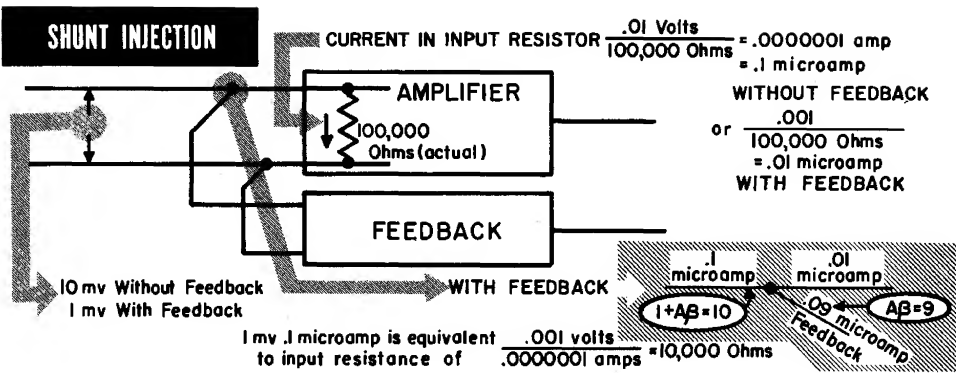 SHUNT INJECTION
CURRENT IN INPUT RESISTOR .01 Volts / 100,000 Ohms = .0000001 amp
= .1 microamp
WITHOUT FEEDBACK
or .001 / 100,000 Ohms
= .01 microamp
WITH FEEDBACK
AMPLIFIER
100,000
Ohms (actual)
FEEDBACK
10 mv Without Feedback
1 mv With Feedback
WITH FEEDBACK
.1
microamp
.01
microamp
1+Aβ=10
.09 microamp
Feedback
Aβ=9
1 mv .1 microamp is equivalent
to input resistance of .001 volts / .0000001 amps = 10,000 Ohms